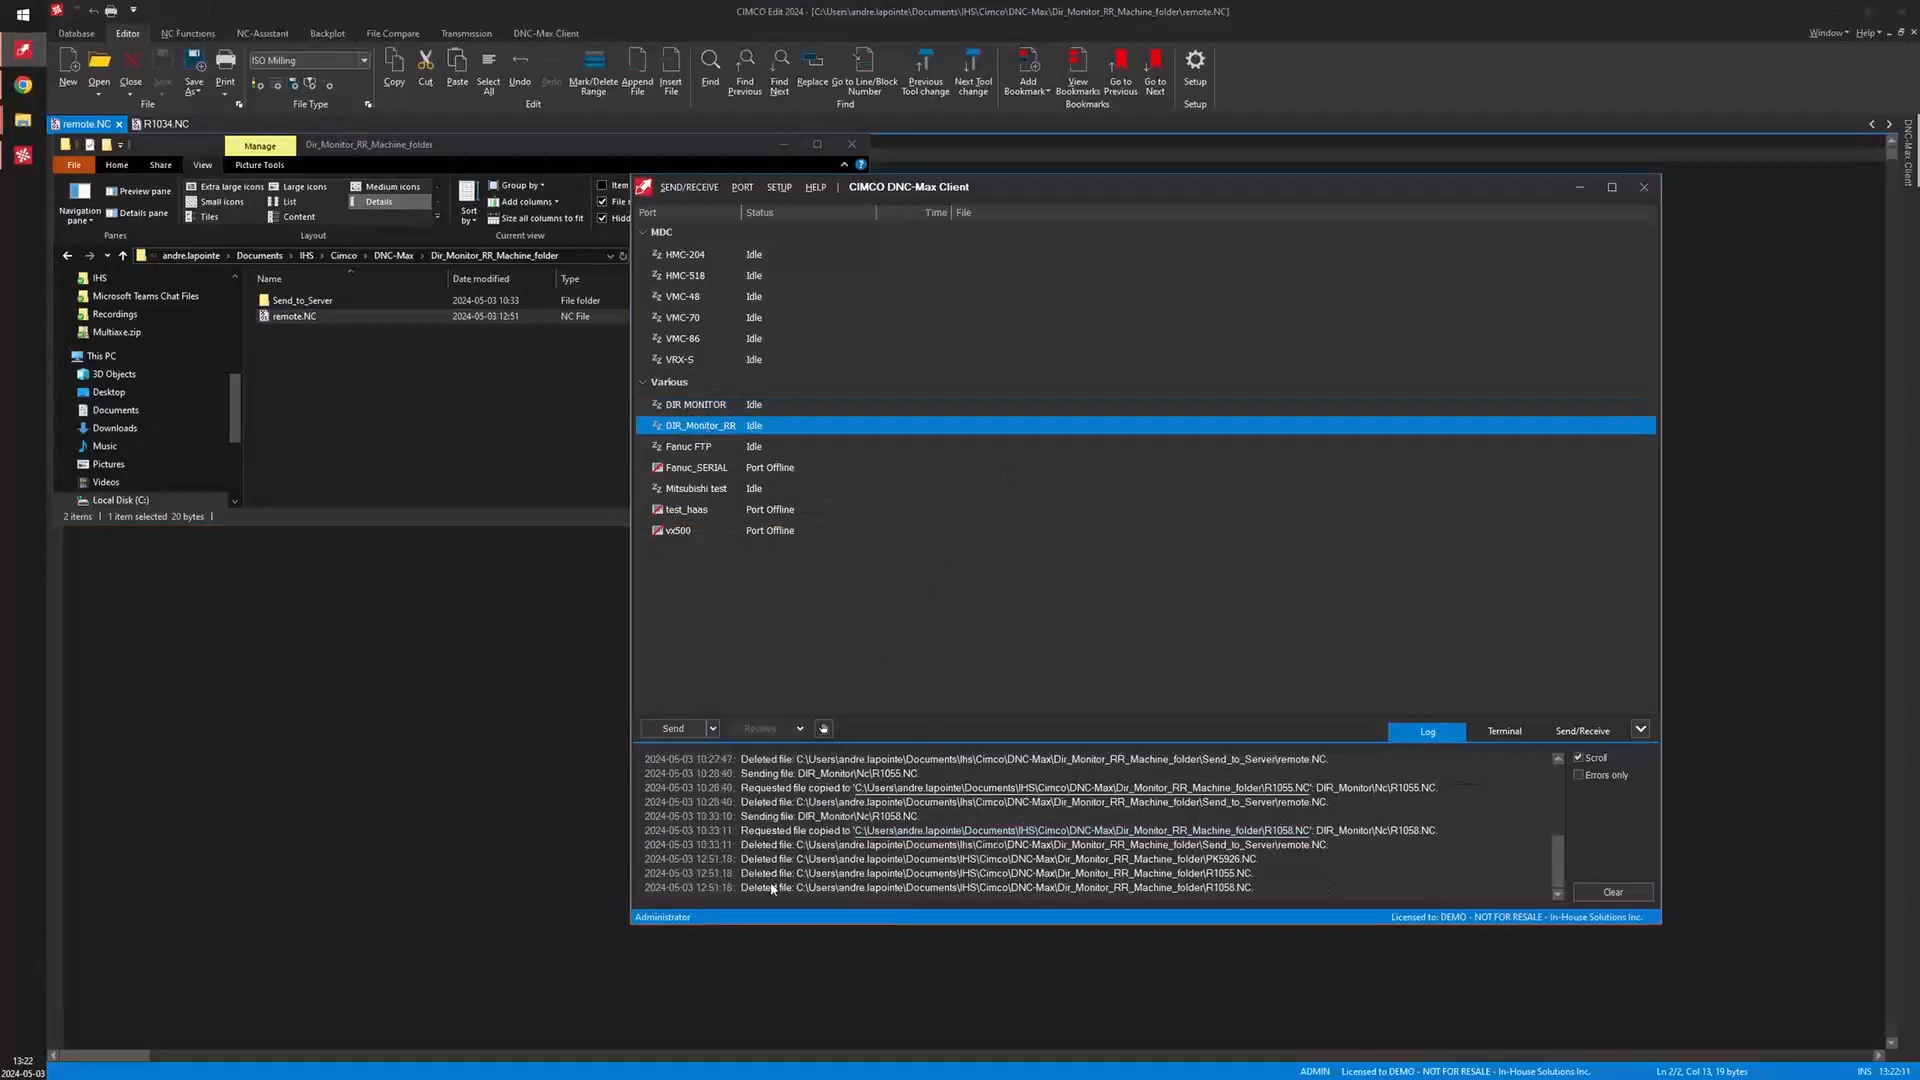 CIMCO Edit 2024 - [C:\Users\andre.lapointe\Documents\IHS\Cimco\DNC-Max\Dir_Monitor_RR_Machine_folder\remote.NC]
Database Editor NC Functions NC-Assistant Backplot File Compare Transmission DNC-Max Client
Window Help
New Open Close Save As Print
ISO Milling
Copy Cut Paste Select All Undo Redo Mark/Delete Range Append File Insert File
Find Find Previous Find Next Replace Go to Line/Block Number Previous Tool change Next Tool change
Add Bookmark View Bookmarks Go to Previous Go to Next
Setup
File File Type Edit Find Bookmarks Setup
remote.NC R1034.NC
DNC-Max Client
Manage Dir_Monitor_RR_Machine_folder
File Home Share View Picture Tools
Navigation pane
Preview pane
Details pane
Extra large icons Large icons Medium icons
Small icons List Details
Tiles Content
Sort by
Group by
Add columns
Size all columns to fit
Item
File n
Hidd
Panes Layout Current view
andre.lapointe Documents IHS Cimco DNC-Max Dir_Monitor_RR_Machine_folder
Name Date modified Type
Send_to_Server 2024-05-03 10:33 File folder
remote.NC 2024-05-03 12:51 NC File
IHS
Microsoft Teams Chat Files
Recordings
Multiaxe.zip
This PC
3D Objects
Desktop
Documents
Downloads
Music
Pictures
Videos
Local Disk (C:)
2 items 1 item selected 20 bytes
SEND/RECEIVE PORT SETUP HELP | CIMCO DNC-Max Client
Port Status Time File
MDC
HMC-204 Idle
HMC-518 Idle
VMC-48 Idle
VMC-70 Idle
VMC-86 Idle
VRX-S Idle
Various
DIR MONITOR Idle
DIR_Monitor_RR Idle
Fanuc FTP Idle
Fanuc_SERIAL Port Offline
Mitsubishi test Idle
test_haas Port Offline
vx500 Port Offline
Send Receive Log Terminal Send/Receive
2024-05-03 10:27:47: Deleted file: C:\Users\andre.lapointe\Documents\Ihs\Cimco\DNC-Max\Dir_Monitor_RR_Machine_folder\Send_to_Server\remote.NC.
2024-05-03 10:28:40: Sending file: DIR_Monitor\Nc\R1055.NC.
2024-05-03 10:28:40: Requested file copied to 'C:\Users\andre.lapointe\Documents\IHS\Cimco\DNC-Max\Dir_Monitor_RR_Machine_folder\R1055.NC': DIR_Monitor\Nc\R1055.NC.
2024-05-03 10:28:40: Deleted file: C:\Users\andre.lapointe\Documents\Ihs\Cimco\DNC-Max\Dir_Monitor_RR_Machine_folder\Send_to_Server\remote.NC.
2024-05-03 10:33:10: Sending file: DIR_Monitor\Nc\R1058.NC.
2024-05-03 10:33:11: Requested file copied to 'C:\Users\andre.lapointe\Documents\IHS\Cimco\DNC-Max\Dir_Monitor_RR_Machine_folder\R1058.NC': DIR_Monitor\Nc\R1058.NC.
2024-05-03 10:33:11: Deleted file: C:\Users\andre.lapointe\Documents\Ihs\Cimco\DNC-Max\Dir_Monitor_RR_Machine_folder\Send_to_Server\remote.NC.
2024-05-03 12:51:18: Deleted file: C:\Users\andre.lapointe\Documents\IHS\Cimco\DNC-Max\Dir_Monitor_RR_Machine_folder\PK5926.NC.
2024-05-03 12:51:18: Deleted file: C:\Users\andre.lapointe\Documents\IHS\Cimco\DNC-Max\Dir_Monitor_RR_Machine_folder\R1055.NC.
2024-05-03 12:51:18: Deleted file: C:\Users\andre.lapointe\Documents\IHS\Cimco\DNC-Max\Dir_Monitor_RR_Machine_folder\R1058.NC.
Scroll
Errors only
Clear
Administrator Licensed to: DEMO - NOT FOR RESALE - In-House Solutions Inc.
13:22
2024-05-03
ADMIN Licensed to DEMO - NOT FOR RESALE - In-House Solutions Inc. Ln 2/2, Col 13, 19 bytes INS 13:22:11